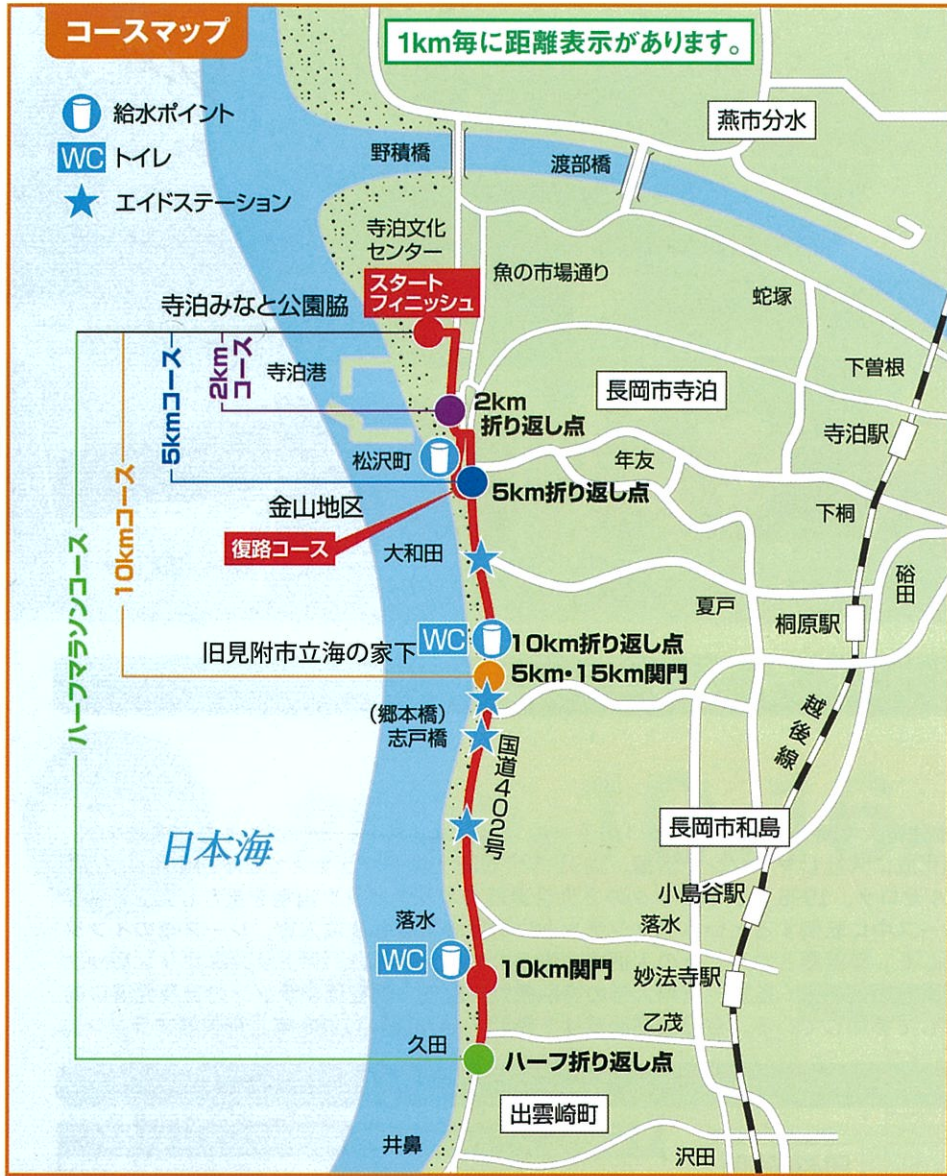 コースマップ
1km毎に距離表示があります。
給水ポイント
WC トイレ
エイドステーション
燕市分水
野積橋
渡部橋
寺泊文化
センター
魚の市場通り
スタート
フィニッシュ
寺泊みなと公園脇
蛇塚
下曽根
寺泊港
2km
コース
5kmコース
10kmコース
ハーフマラソンコース
長岡市寺泊
2km
折り返し点
寺泊駅
松沢町
年友
5km折り返し点
金山地区
下桐
復路コース
大和田
硲田
夏戸
桐原駅
WC
10km折り返し点
旧見附市立海の家下
5km・15km関門
(郷本橋)
志戸橋
国道402号
越後線
長岡市和島
日本海
小島谷駅
落水
落水
WC
10km関門
妙法寺駅
乙茂
久田
ハーフ折り返し点
出雲崎町
井鼻
沢田